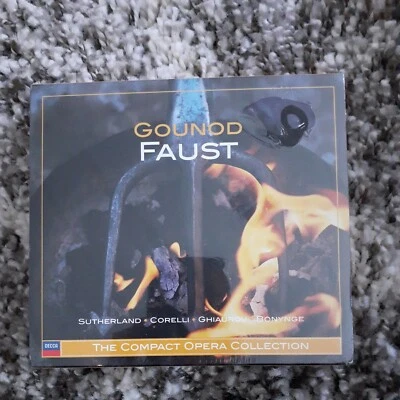 GOUNOD
FAUST
SUTHERLAND • CORELLI • GHIAUROV • BONYNGE
DECCA
THE COMPACT OPERA COLLECTION